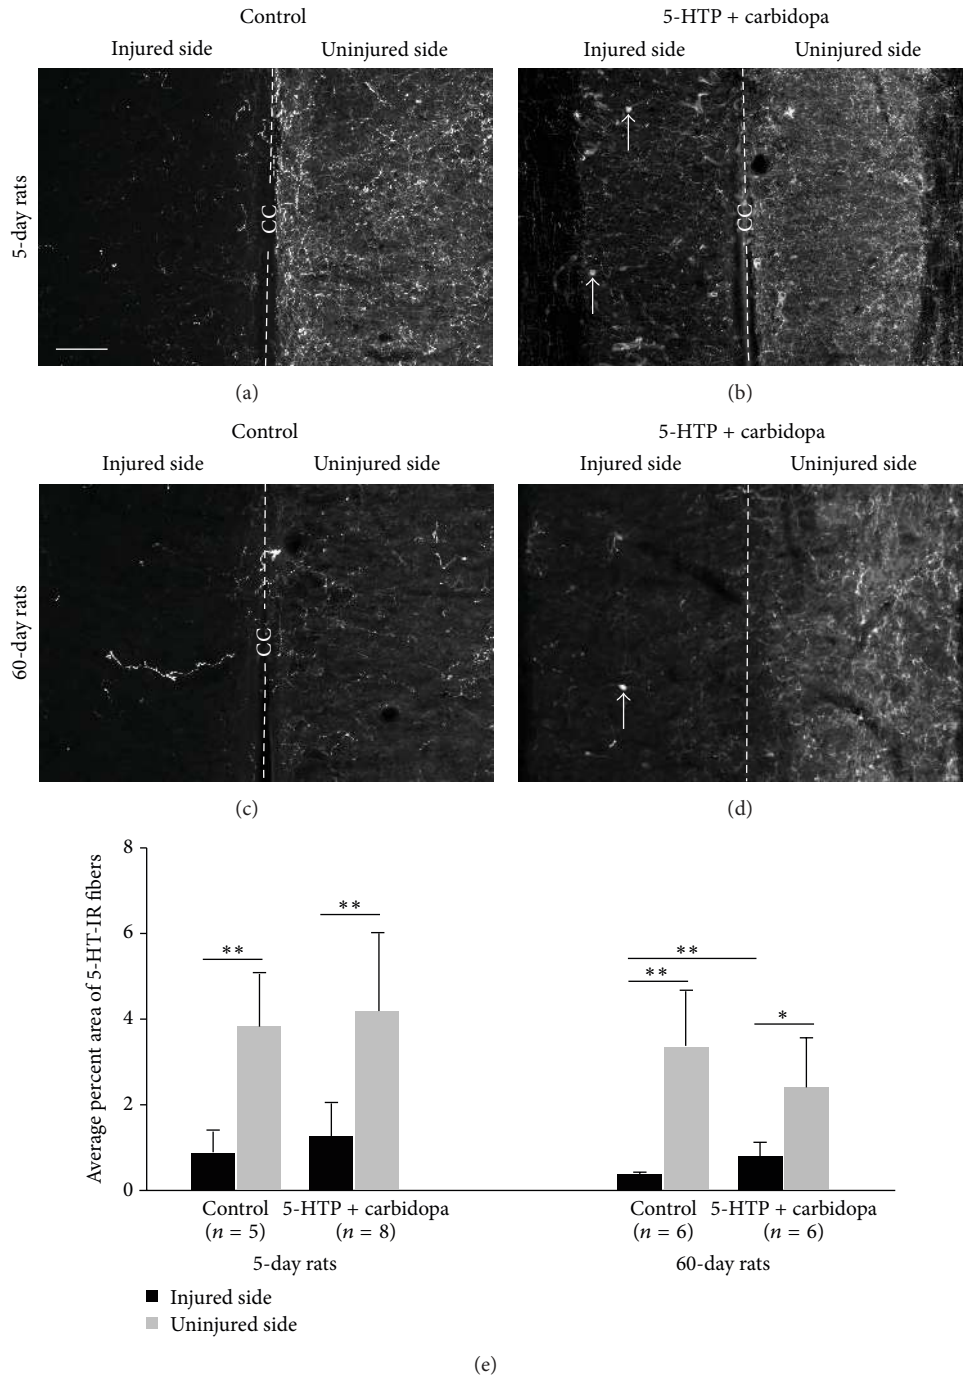 Control
5-HTP + carbidopa
Injured side
Uninjured side
Injured side
Uninjured side
5-day rats
CC
CC
(a)
(b)
Control
5-HTP + carbidopa
Injured side
Uninjured side
Injured side
Uninjured side
60-day rats
CC
(c)
(d)
Average percent area of 5-HT-IR fibers
8
6
4
2
0
**
**
**
**
*
Control
(n = 5)
5-HTP + carbidopa
(n = 8)
Control
(n = 6)
5-HTP + carbidopa
(n = 6)
5-day rats
60-day rats
Injured side
Uninjured side
(e)